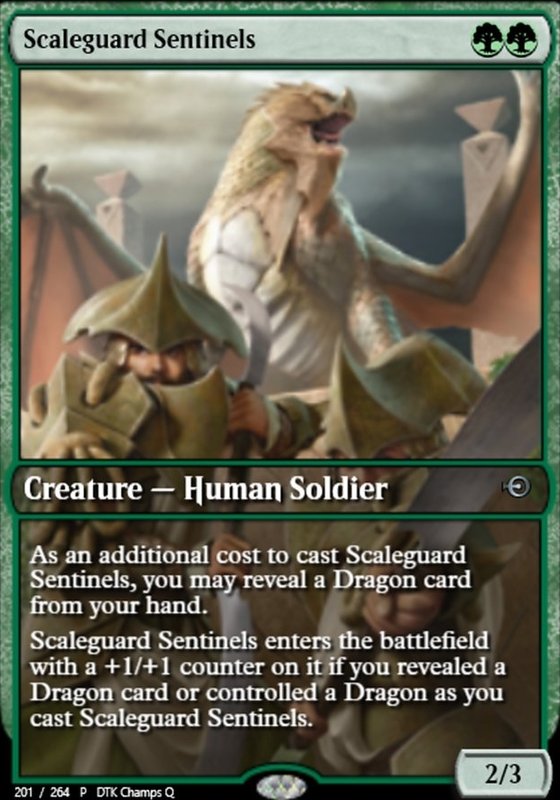 Scaleguard Sentinels
Creature — Human Soldier
As an additional cost to cast Scaleguard
Sentinels, you may reveal a Dragon card
from your hand.
Scaleguard Sentinels enters the battlefield
with a +1/+1 counter on it if you revealed a
Dragon card or controlled a Dragon as you
cast Scaleguard Sentinels.
2/3
201 / 264 P DTK Champs Q